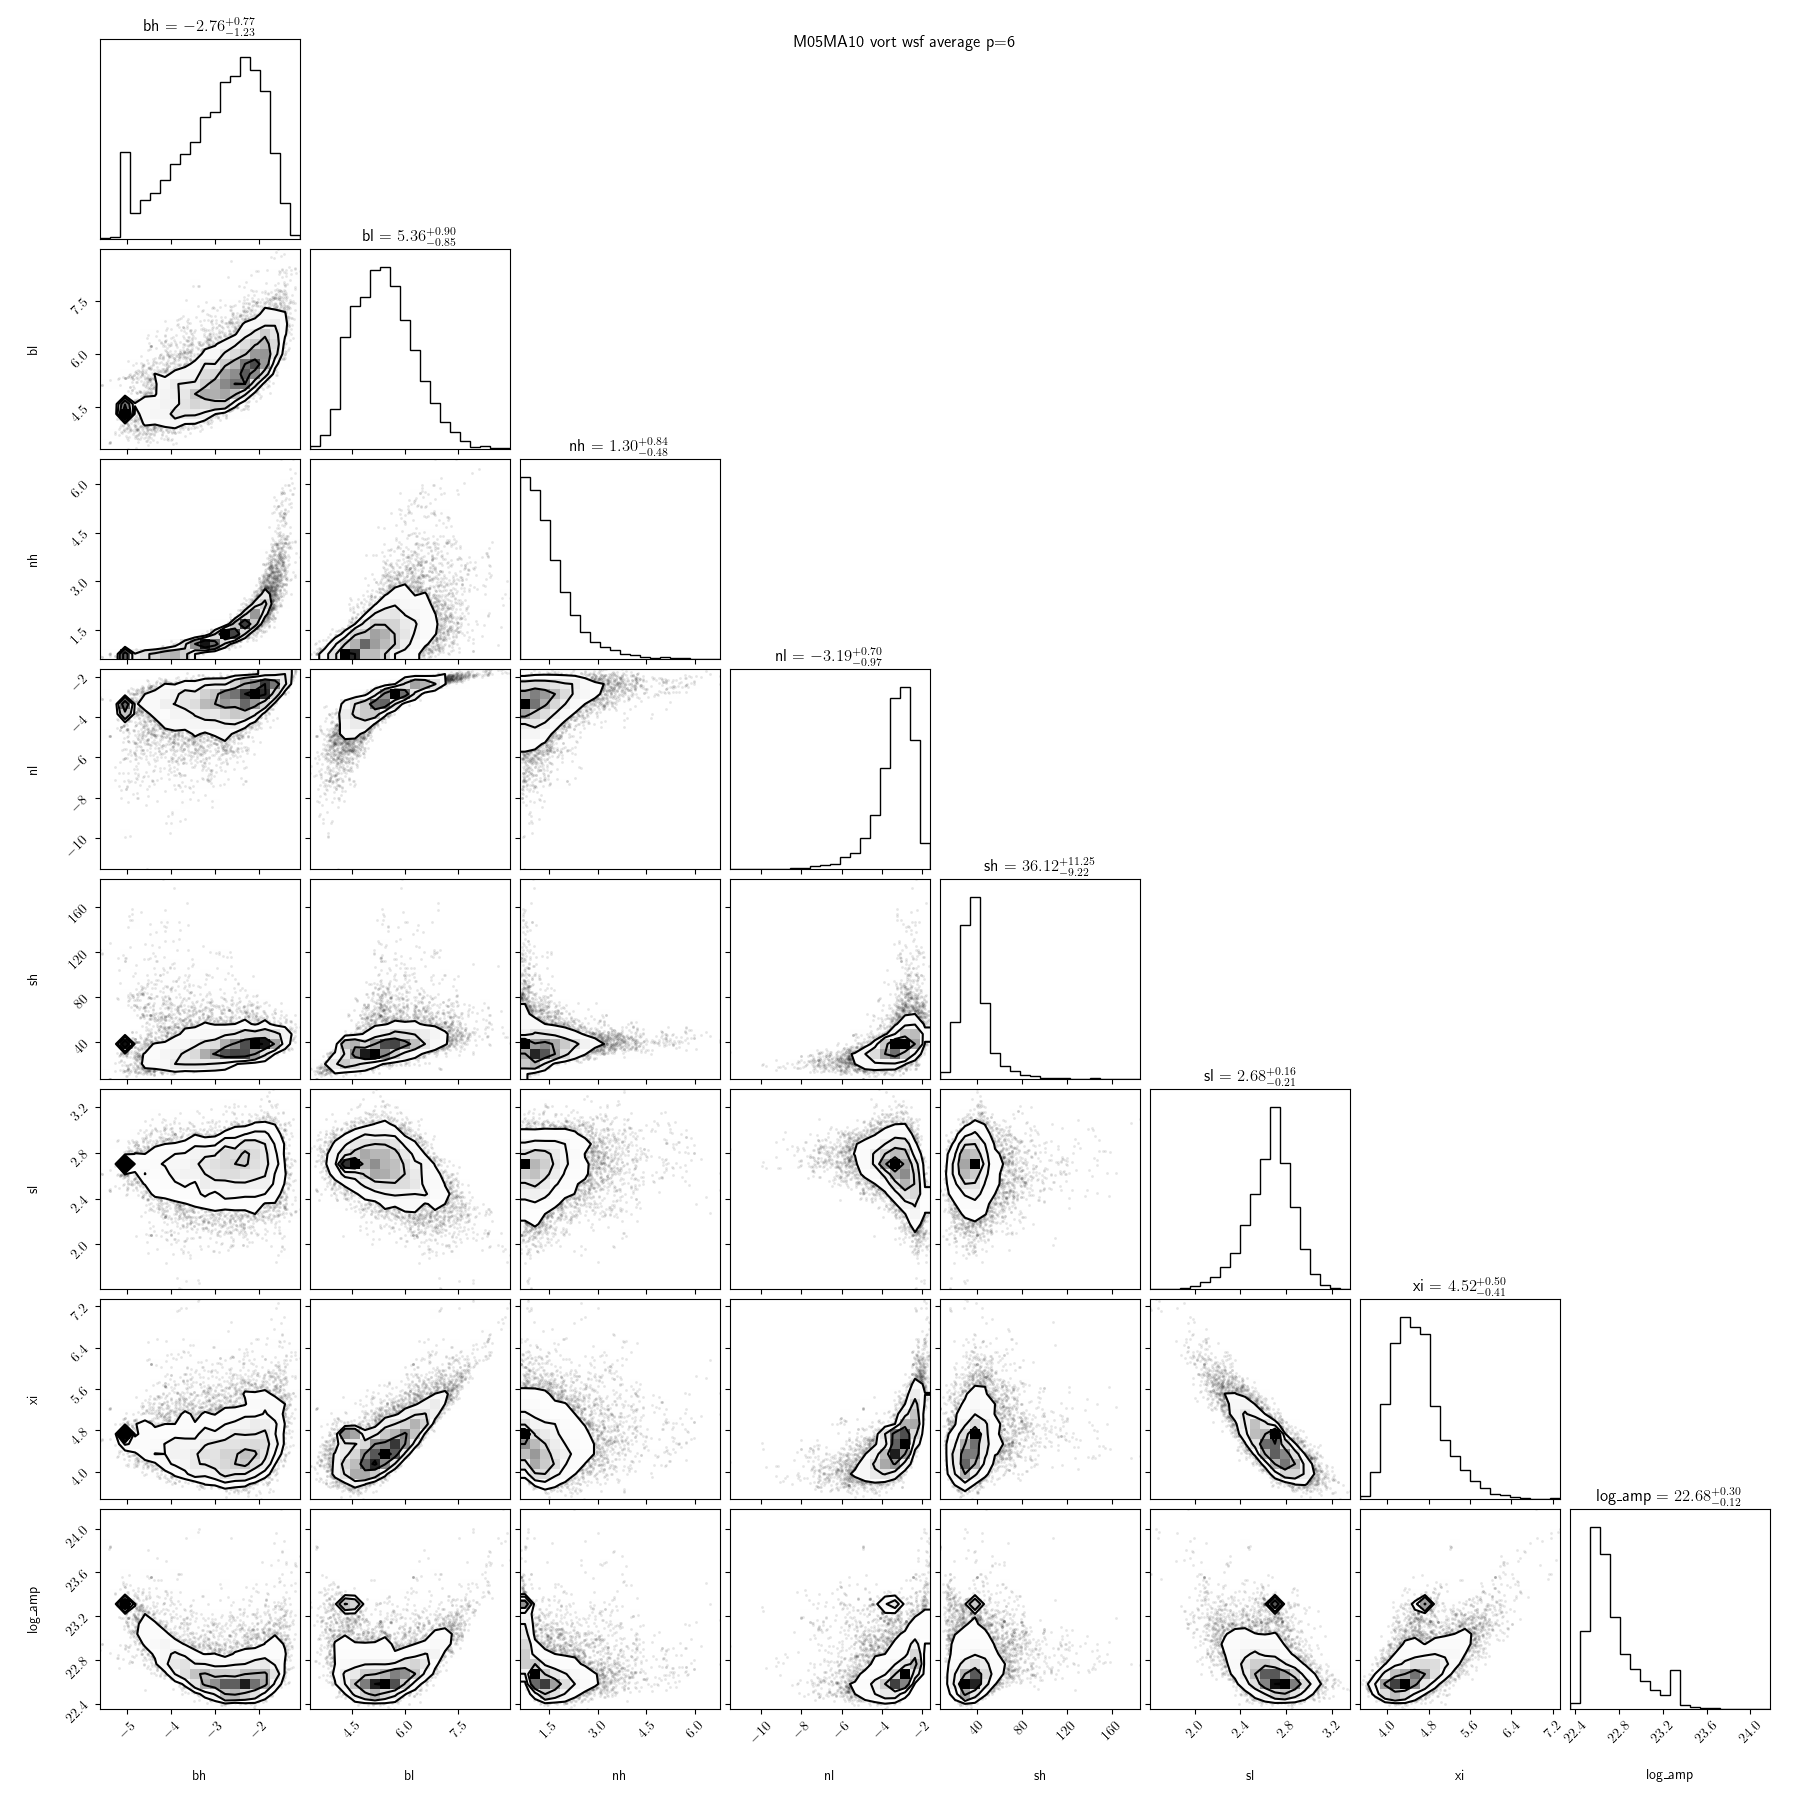 M05MA10 vort wsf average p=6
bh = −2.76+0.77−1.23
bl = 5.36+0.90−0.85
bl
7.5
6.0
4.5
nh = 1.30+0.84−0.48
nh
6.0
4.5
3.0
1.5
nl = −3.19+0.70−0.97
nl
−2
−4
−6
−8
−10
sh = 36.12+11.25−9.22
sh
160
120
80
40
sl = 2.68+0.16−0.21
sl
3.2
2.8
2.4
2.0
xi = 4.52+0.50−0.41
xi
7.2
6.4
5.6
4.8
4.0
log_amp = 22.68+0.30−0.12
log_amp
24.0
23.6
23.2
22.8
22.4
−5 −4 −3 −2 4.5 6.0 7.5 1.5 3.0 4.5 6.0 −10 −8 −6 −4 −2 40 80 120 160 2.0 2.4 2.8 3.2 4.0 4.8 5.6 6.4 7.2 22.4 22.8 23.2 23.6 24.0
bh bl nh nl sh sl xi log_amp